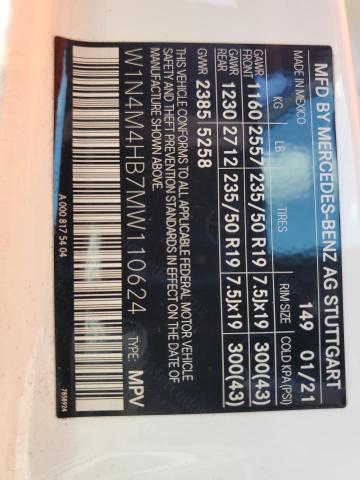 MFD BY MERCEDES-BENZ AG STUTTGART
MADE IN MEXICO 149 01/21
KG LB TIRES RIM SIZE COLD KPA (PSI)
GAWR FRONT 1160 2557 235/50 R19 7.5Jx19 300(43)
GAWR REAR 1230 2712 235/50 R19 7.5Jx19 300(43)
GVWR 2385 5258
THIS VEHICLE CONFORMS TO ALL APPLICABLE FEDERAL MOTOR VEHICLE
SAFETY AND THEFT PREVENTION STANDARDS IN EFFECT ON THE DATE OF
MANUFACTURE SHOWN ABOVE.
W1N4M4HB7MW110624 TYPE: MPV
A 000 817 54 04 7858924